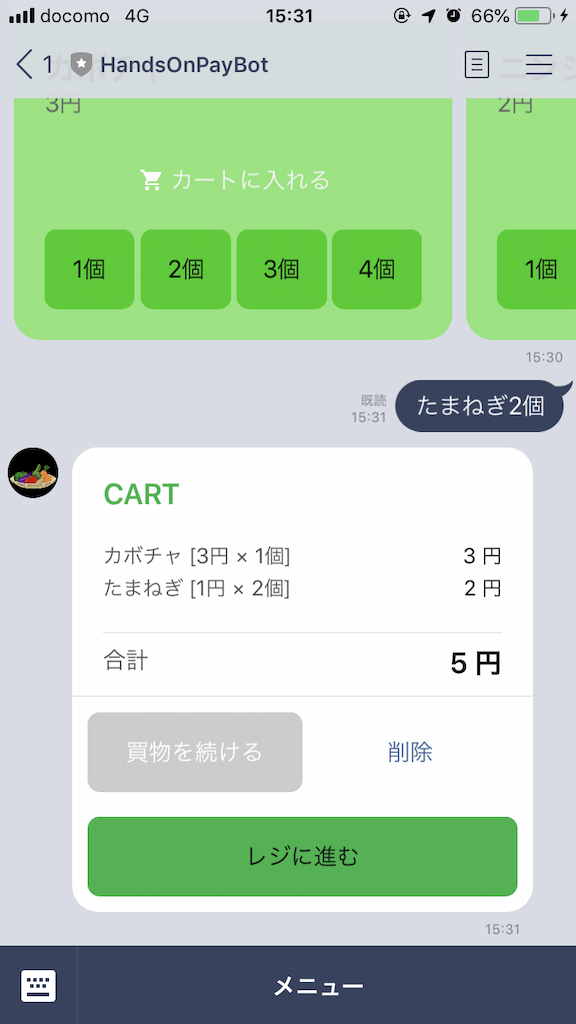 docomo 4G 15:31 66%
1 HandsOnPayBot
3円
2円
カートに入れる
1個 2個 3個 4個
1個
15:30
既読
15:31
たまねぎ2個
CART
カボチャ [3円 × 1個] 3 円
たまねぎ [1円 × 2個] 2 円
合計 5 円
買物を続ける 削除
レジに進む
15:31
メニュー